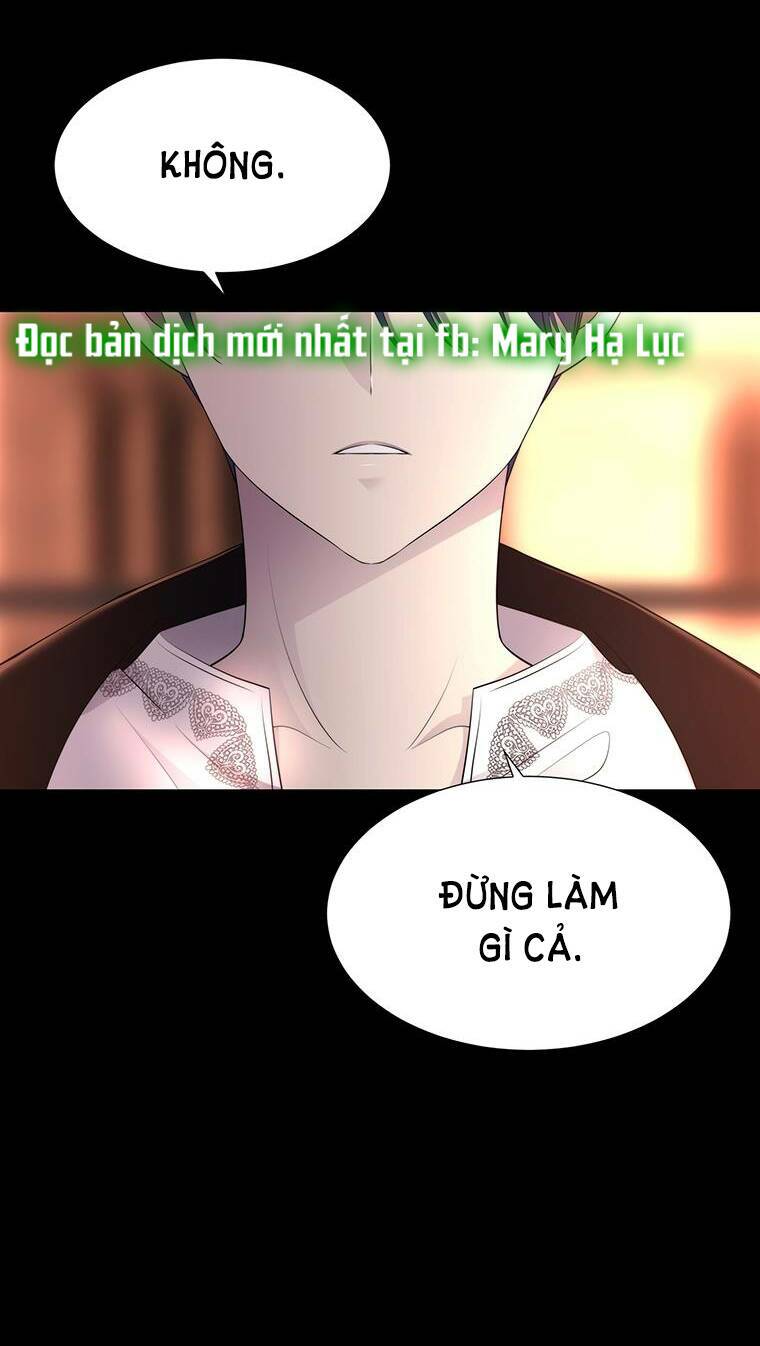 KHÔNG.
Đọc bản dịch mới nhất tại fb: Mary Hạ Lục
ĐỪNG LÀM
GÌ CẢ.